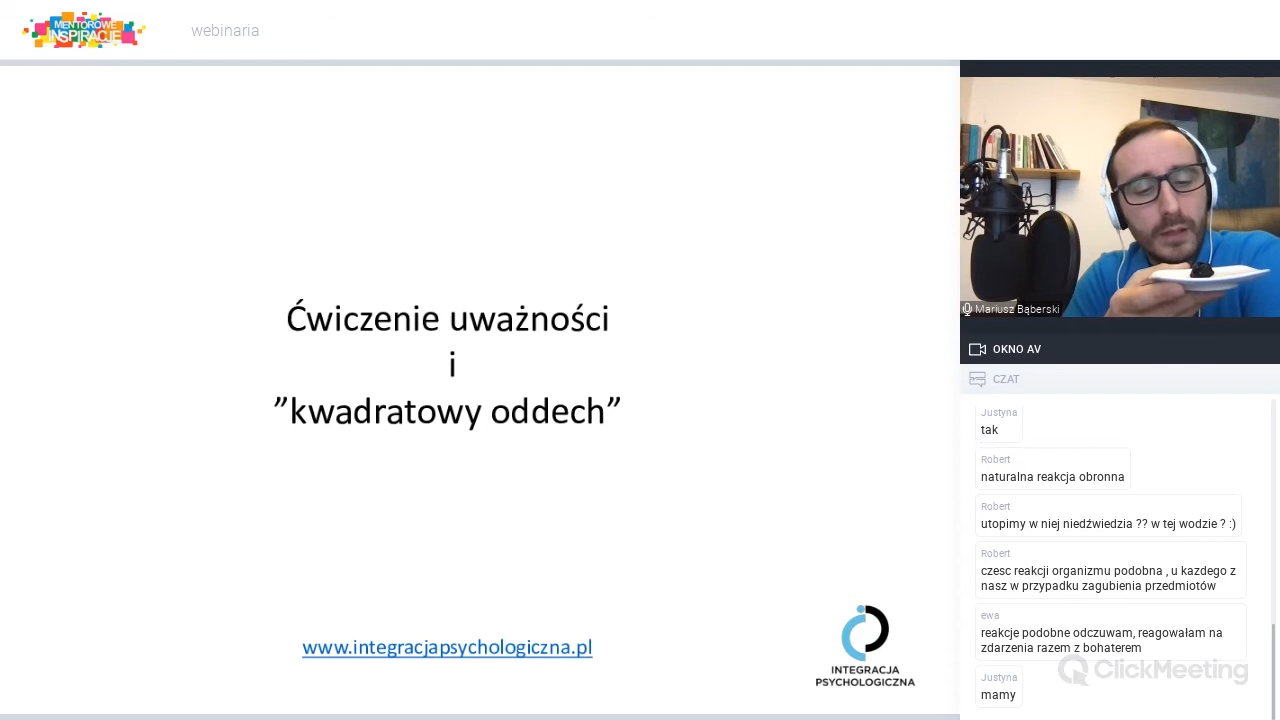 MENTOROWE
INSPIRACJE
webinaria
Ćwiczenie uważności
i
”kwadratowy oddech”
www.integracjapsychologiczna.pl
INTEGRACJA
PSYCHOLOGICZNA
Mariusz Bąberski
OKNO AV
CZAT
Justyna
tak
Robert
naturalna reakcja obronna
Robert
utopimy w niej niedźwiedzia ?? w tej wodzie ? :)
Robert
czesc reakcji organizmu podobna , u kazdego z
nasz w przypadku zagubienia przedmiotów
ewa
reakcje podobne odczuwam, reagowałam na
zdarzenia razem z bohaterem
ClickMeeting
Justyna
mamy